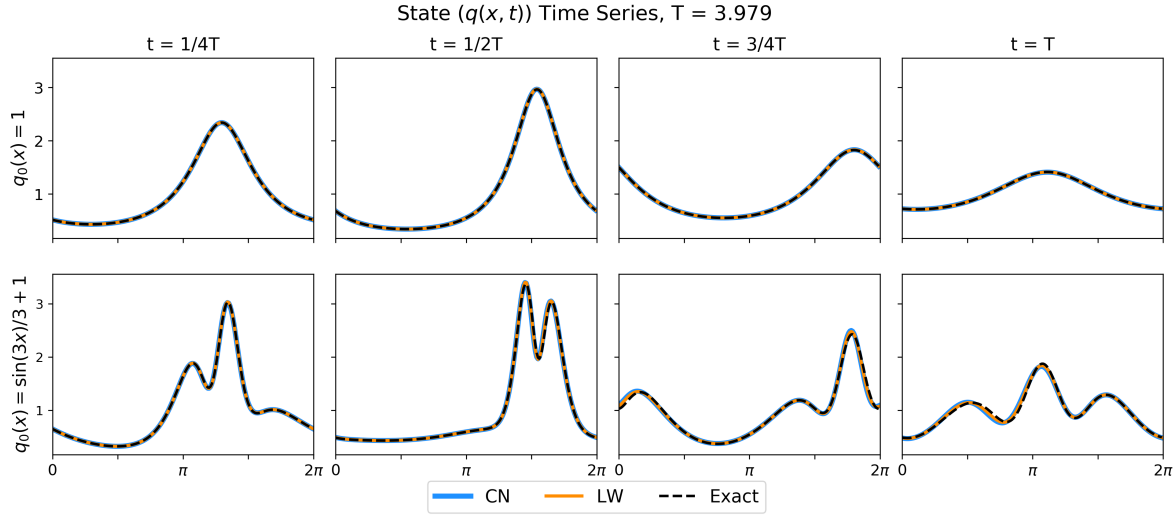 State (q(x, t)) Time Series, T = 3.979
t = 1/4T
t = 1/2T
t = 3/4T
t = T
q₀(x) = 1
3
2
1
q₀(x) = sin(3x)/3 + 1
3
2
1
0 π 2π
0 π 2π
0 π 2π
0 π 2π
CN LW Exact